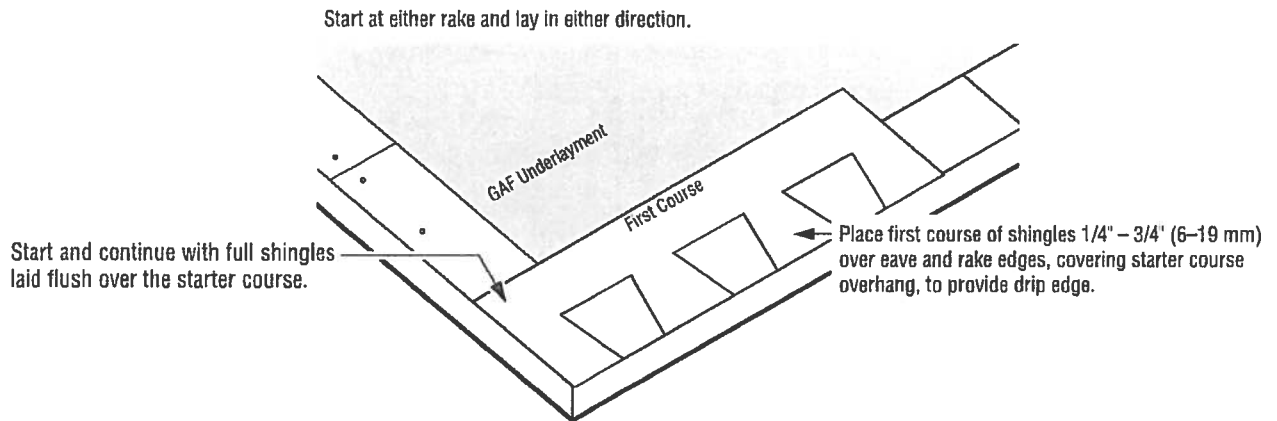 Start at either rake and lay in either direction.
GAF Underlayment
First Course
Start and continue with full shingles
laid flush over the starter course.
Place first course of shingles 1/4" – 3/4" (6–19 mm)
over eave and rake edges, covering starter course
overhang, to provide drip edge.